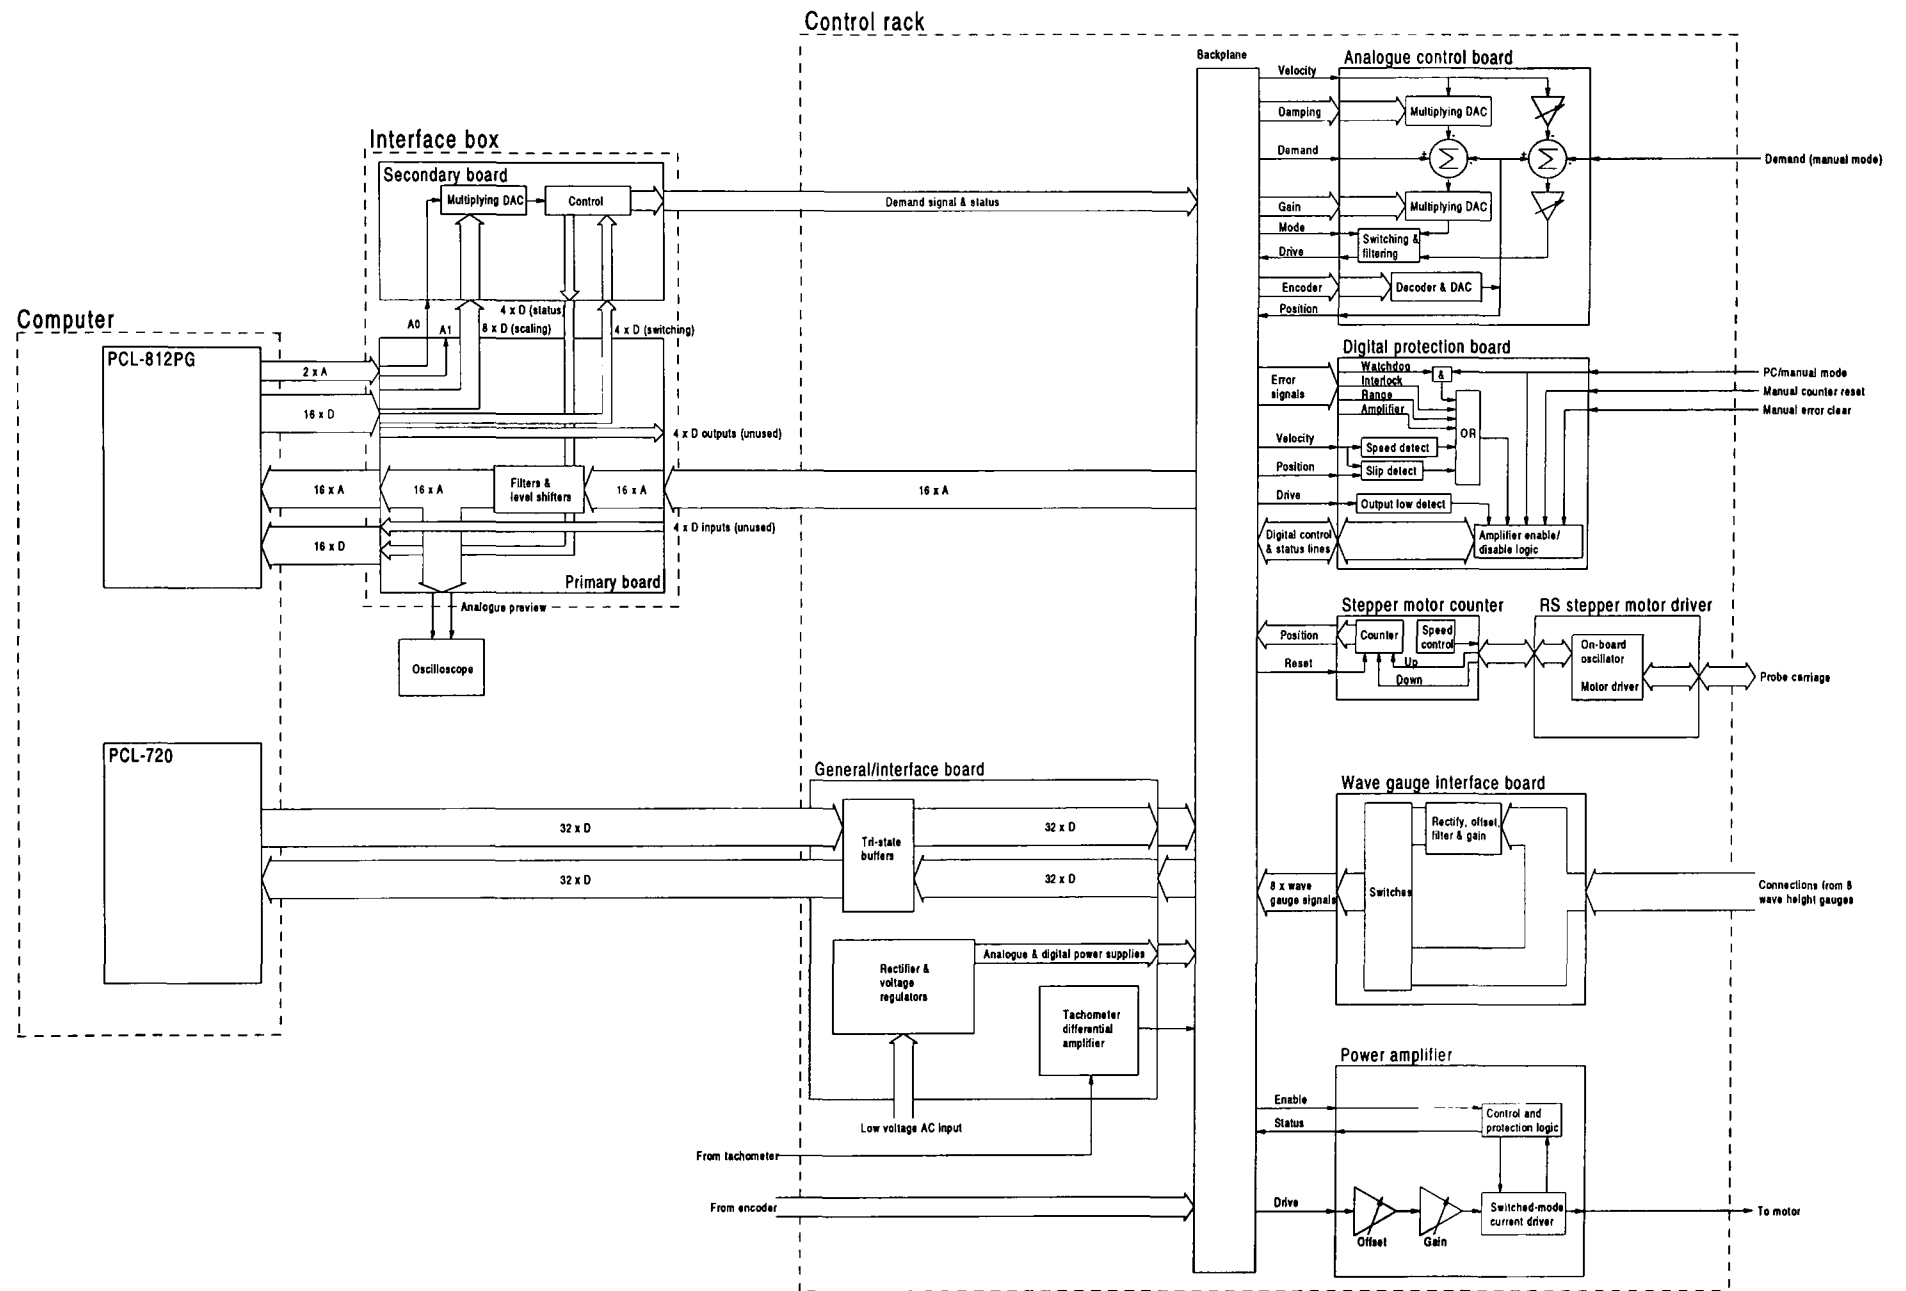 Control rack
Backplane
Analogue control board
Velocity
Damping
Multiplying DAC
Demand
Demand (manual mode)
Gain
Multiplying DAC
Mode
Switching &
filtering
Drive
Encoder
Decoder & DAC
Position
Interface box
Secondary board
Multiplying DAC
Control
Demand signal & status
4 x D (status)
A0
A1
8 x D (scaling)
4 x D (switching)
Computer
PCL-812PG
2 x A
16 x D
4 x D outputs (unused)
16 x A
16 x A
Filters &
level shifters
16 x A
16 x A
4 x D inputs (unused)
16 x D
Primary board
Analogue preview
Oscilloscope
Digital protection board
Watchdog
&
PC/manual mode
Error
signals
Interlock
Manual counter reset
Range
Amplifier
Manual error clear
OR
Velocity
Speed detect
Position
Slip detect
Drive
Output low detect
Digital control
& status lines
Amplifier enable/
disable logic
Stepper motor counter
RS stepper motor driver
Position
Counter
Speed
control
On-board
oscillator
Reset
Up
Down
Motor driver
Probe carriage
PCL-720
General/interface board
32 x D
Tri-state
buffers
32 x D
32 x D
32 x D
Rectifier &
voltage
regulators
Analogue & digital power supplies
Tachometer
differential
amplifier
Low voltage AC input
From tachometer
From encoder
Wave gauge interface board
Rectify, offset,
filter & gain
8 x wave
gauge signals
Switches
Connections from 8
wave height gauges
Power amplifier
Enable
Status
Control and
protection logic
Drive
Offset
Gain
Switched-mode
current driver
To motor